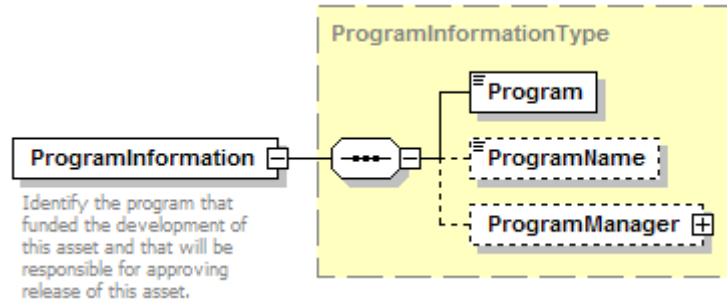 ProgramInformationType
Program
ProgramInformation
ProgramName
Identify the program that
funded the development of
this asset and that will be
responsible for approving
release of this asset.
ProgramManager